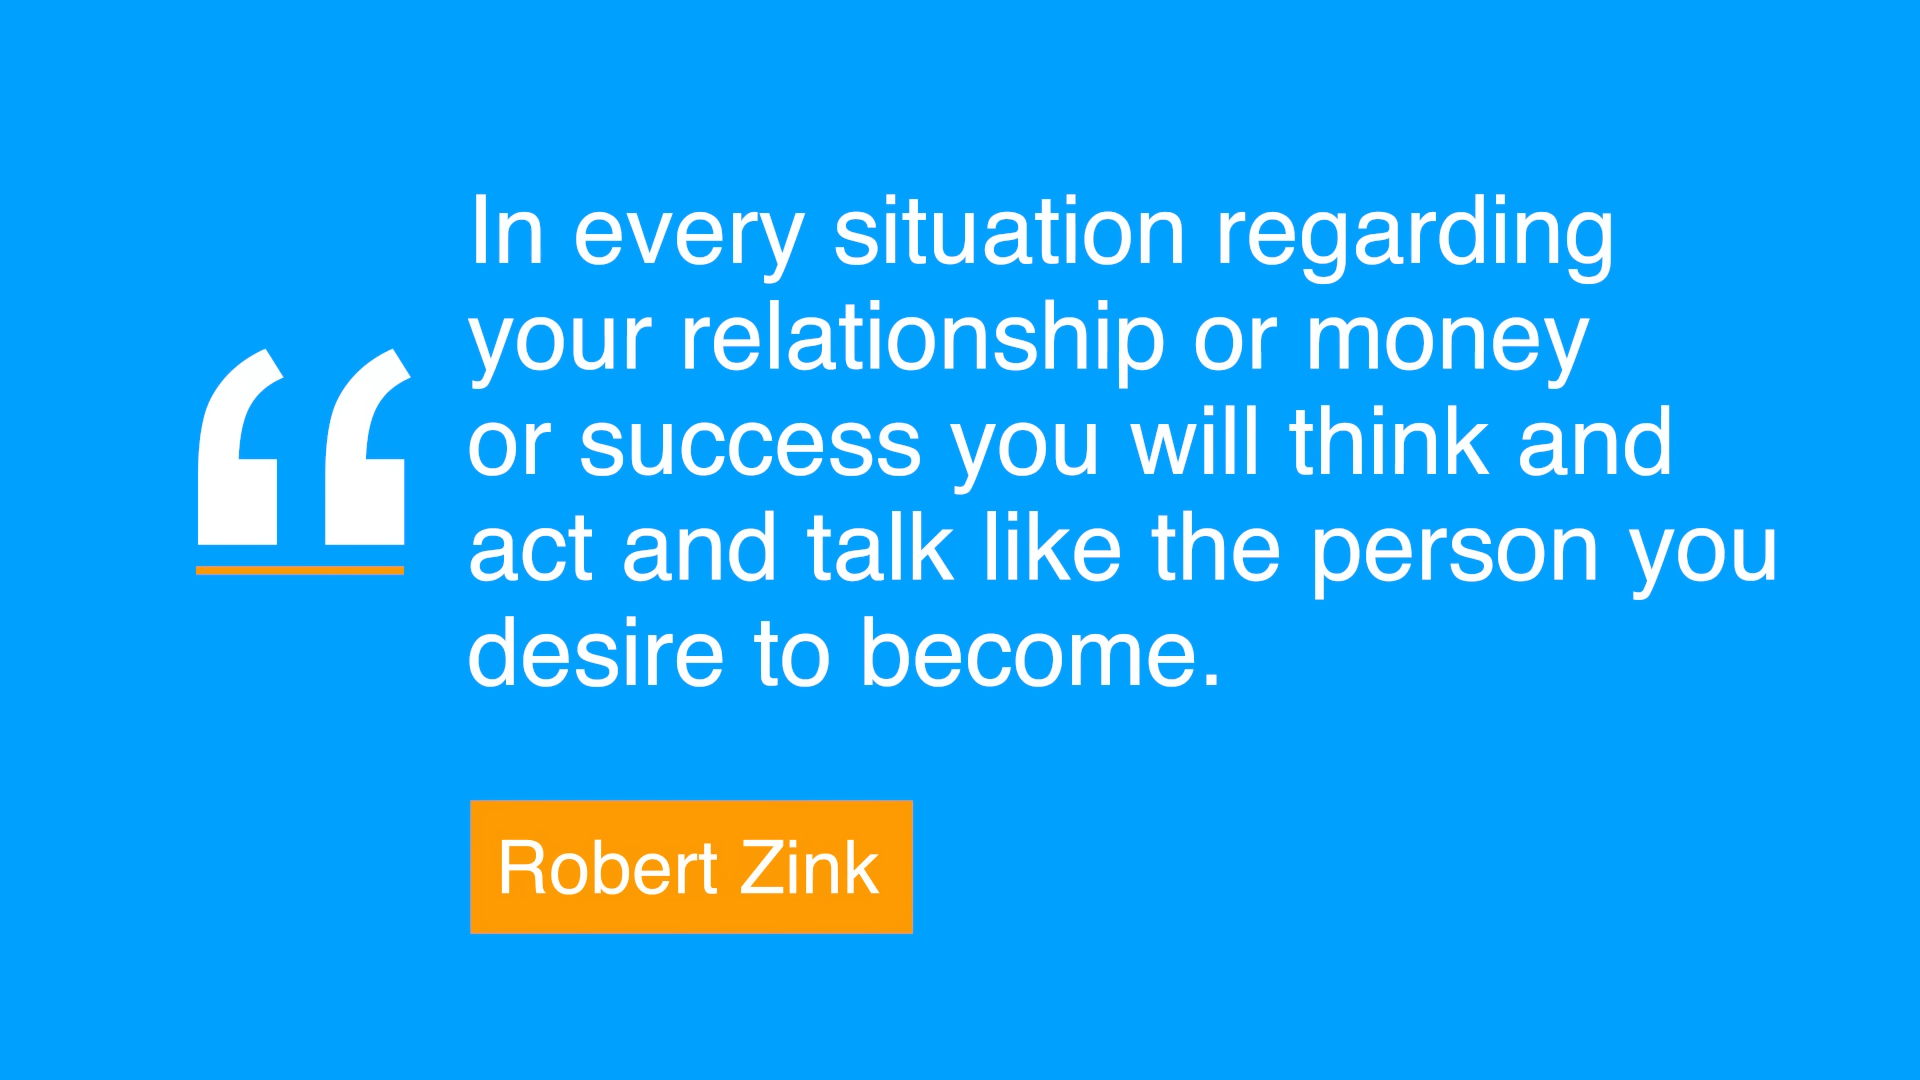 “
In every situation regarding
your relationship or money
or success you will think and
act and talk like the person you
desire to become.
Robert Zink